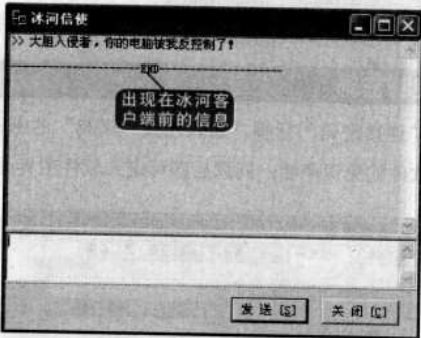 冰河信使
>> 大胆入侵者,你的电脑被我反控制了!
END
出现在冰河客
户端前的信息
发送[S]
关闭[C]